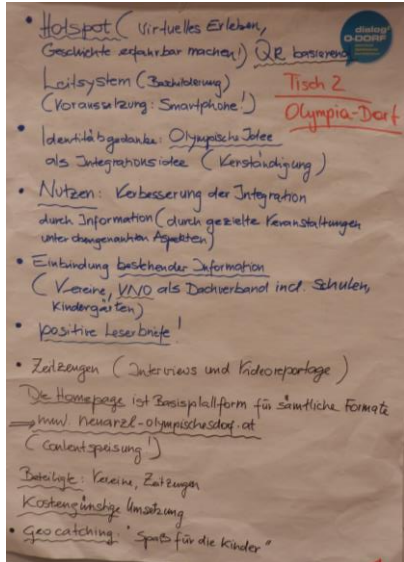 • Hotspot (Virtuelles Erleben,
Geschichte erfahrbar machen!) QR basierend
Leitsystem (Beschilderung)
(Voraussetzung: Smartphone!)
dialog²
O-DORF
Tisch 2
Olympia-Dorf
• Identitätsgedanke: Olympische Idee
als Integrationsidee (Verständigung)
• Nutzen: Verbesserung der Integration
durch Information (durch gezielte Veranstaltungen
unter obengenannten Aspekten)
• Einbindung bestehender Information
(Vereine, VNO als Dachverband incl. Schulen,
Kindergärten)
• positive Leserbriefe!
• Zeitzeugen (Interviews und Videoreportage)
Die Homepage ist Basisplattform für sämtliche Formate
→ www neuarzl-olympischesdorf.at
(Contentspeisung!)
Beteiligte: Vereine, Zeitzeugen
Kostengünstige Umsetzung
• Geocatching: "Spaß für die Kinder"